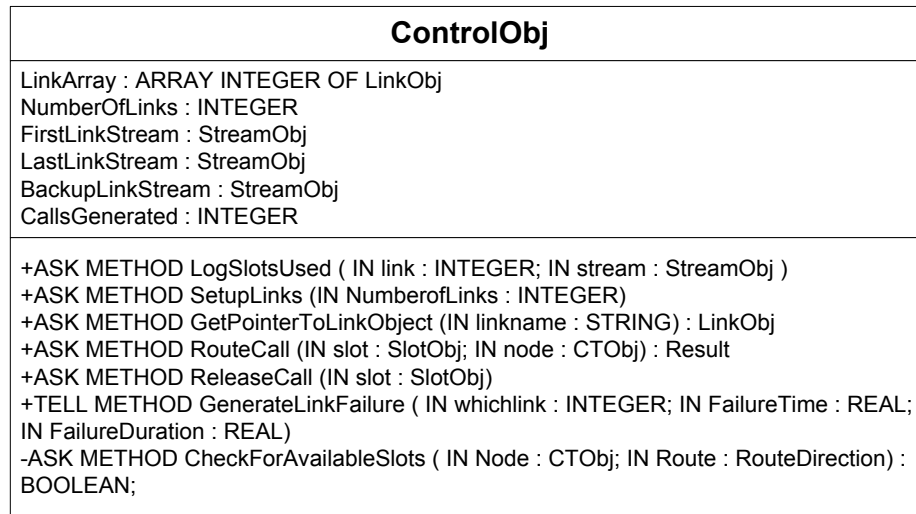 ControlObj
LinkArray : ARRAY INTEGER OF LinkObj
NumberOfLinks : INTEGER
FirstLinkStream : StreamObj
LastLinkStream : StreamObj
BackupLinkStream : StreamObj
CallsGenerated : INTEGER
+ASK METHOD LogSlotsUsed ( IN link : INTEGER; IN stream : StreamObj )
+ASK METHOD SetupLinks (IN NumberofLinks : INTEGER)
+ASK METHOD GetPointerToLinkObject (IN linkname : STRING) : LinkObj
+ASK METHOD RouteCall (IN slot : SlotObj; IN node : CTObj) : Result
+ASK METHOD ReleaseCall (IN slot : SlotObj)
+TELL METHOD GenerateLinkFailure ( IN whichlink : INTEGER; IN FailureTime : REAL;
IN FailureDuration : REAL)
-ASK METHOD CheckForAvailableSlots ( IN Node : CTObj; IN Route : RouteDirection) :
BOOLEAN;